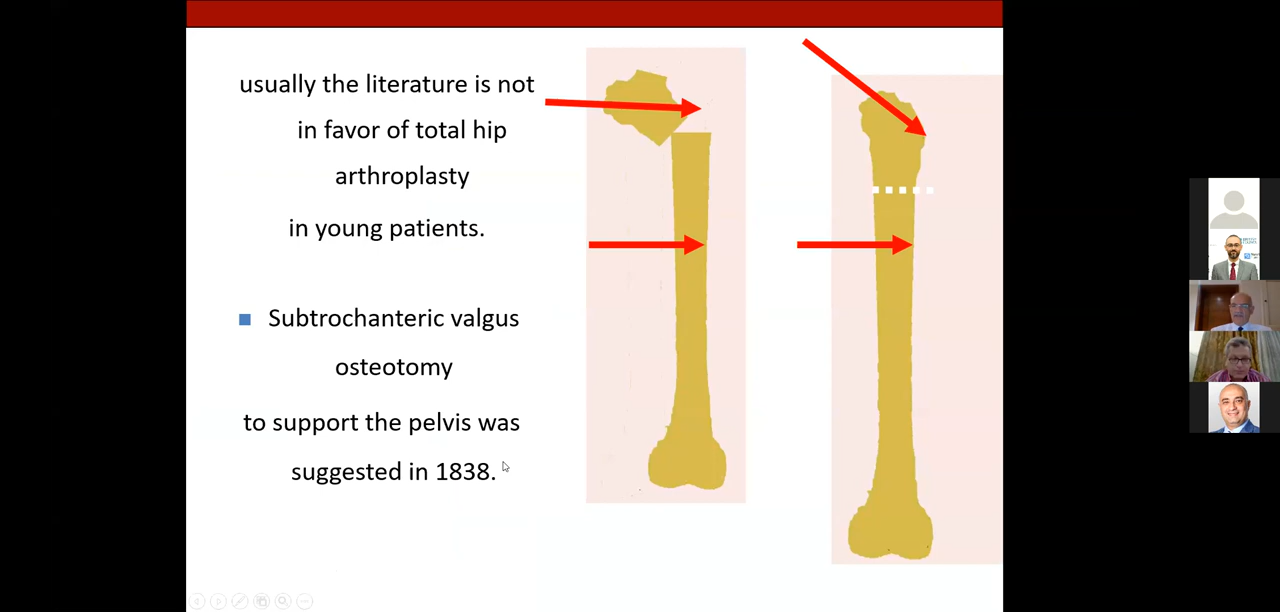 usually the literature is not
in favor of total hip
arthroplasty
in young patients.
Subtrochanteric valgus
osteotomy
to support the pelvis was
suggested in 1838.